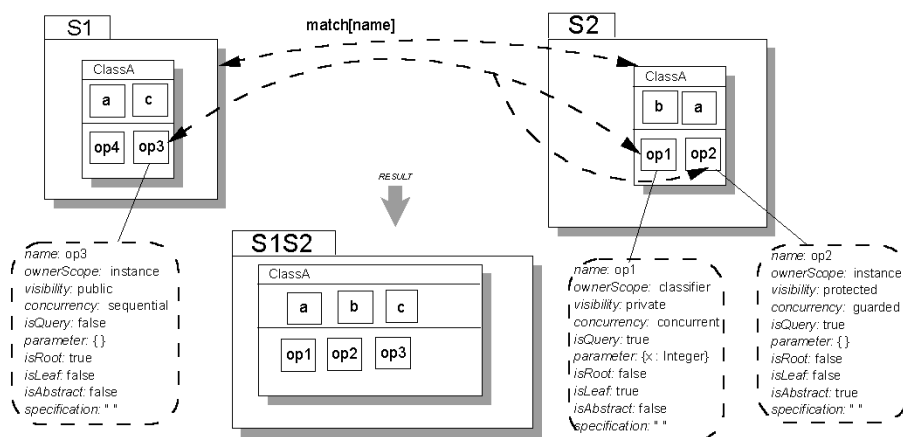 S1
match[name]
S2
ClassA
a c
op4 op3
ClassA
b a
op1 op2
RESULT
S1S2
ClassA
a b c
op1 op2 op3
name: op3
ownerScope: instance
visibility: public
concurrency: sequential
isQuery: false
parameter: { }
isRoot: true
isLeaf: false
isAbstract: false
specification: " "
name: op1
ownerScope: classifier
visibility: private
concurrency: concurrent
isQuery: true
parameter: {x : Integer}
isRoot: false
isLeaf: true
isAbstract: false
specification: " "
name: op2
ownerScope: instance
visibility: protected
concurrency: guarded
isQuery: true
parameter: { }
isRoot: false
isLeaf: false
isAbstract: true
specification: " "